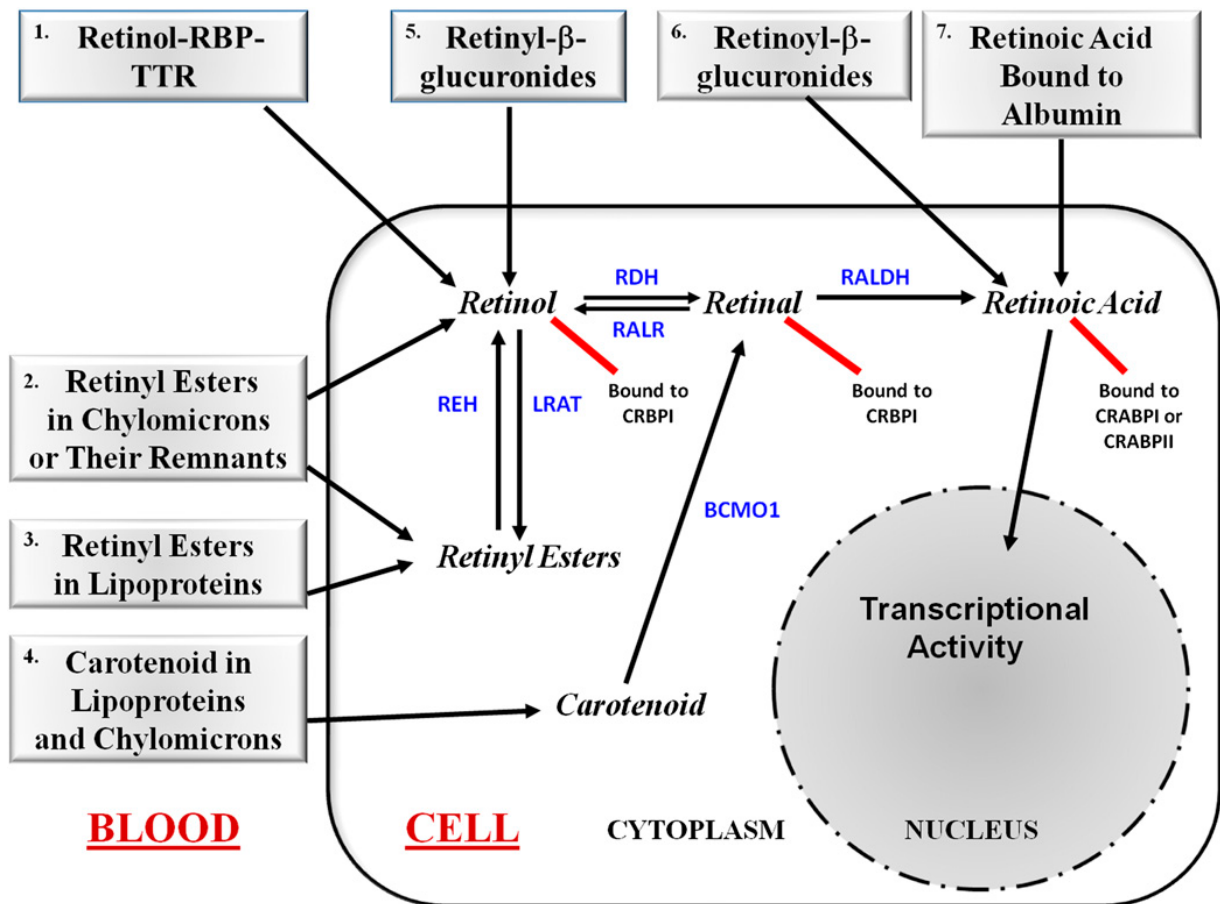 1. Retinol-RBP-
TTR
5. Retinyl-β-
glucuronides
6. Retinoyl-β-
glucuronides
7. Retinoic Acid
Bound to
Albumin
2. Retinyl Esters
in Chylomicrons
or Their Remnants
3. Retinyl Esters
in Lipoproteins
4. Carotenoid in
Lipoproteins
and Chylomicrons
Retinol
RDH
RALR
Retinal
RALDH
Retinoic Acid
REH
LRAT
Bound to
CRBPI
Bound to
CRBPI
Bound to
CRABPI or
CRABPII
BCMO1
Retinyl Esters
Carotenoid
Transcriptional
Activity
BLOOD
CELL
CYTOPLASM
NUCLEUS